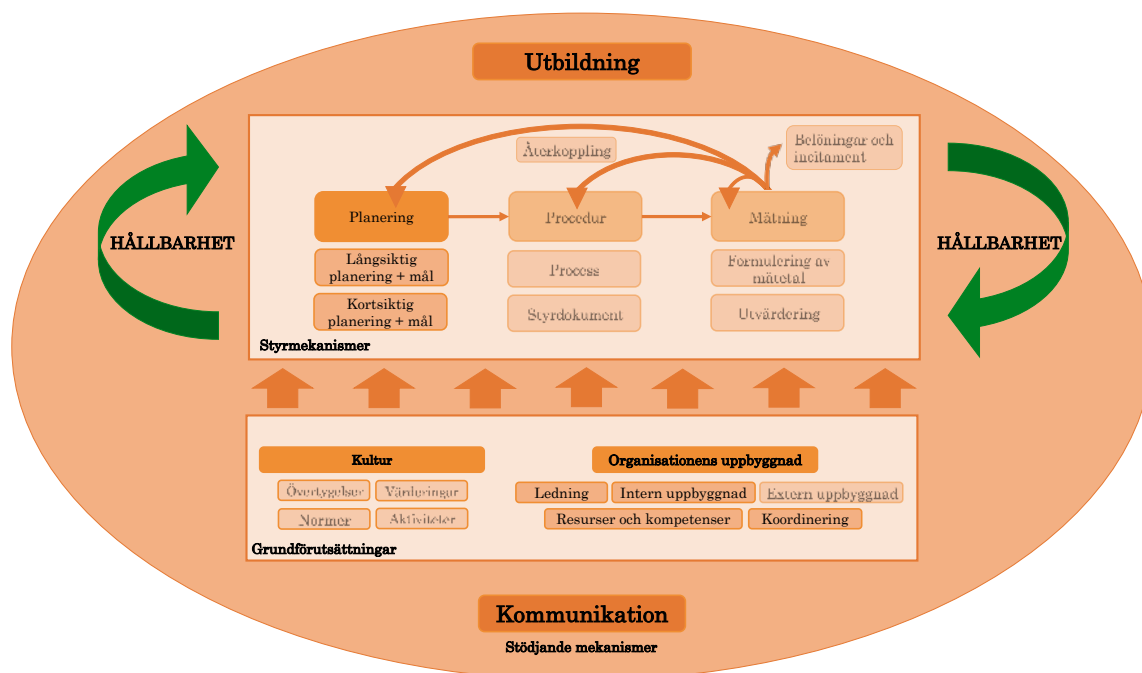 Utbildning
Återkoppling
Belöningar och
incitament
Planering
Procedur
Mätning
HÅLLBARHET
HÅLLBARHET
Långsiktig
planering + mål
Process
Formulering av
mätetal
Kortsiktig
planering + mål
Styrdokument
Utvärdering
Styrmekanismer
Kultur
Organisationens uppbyggnad
Övertygelser
Värderingar
Ledning
Intern uppbyggnad
Extern uppbyggnad
Normer
Aktiviteter
Resurser och kompetenser
Koordinering
Grundförutsättningar
Kommunikation
Stödjande mekanismer